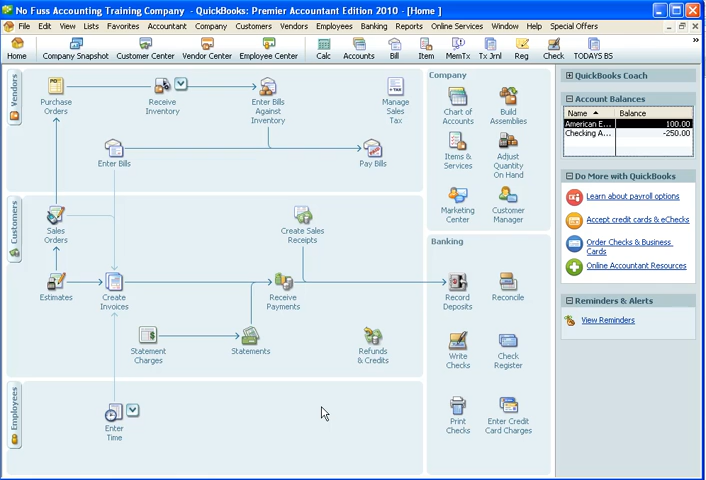 No Fuss Accounting Training Company - QuickBooks: Premier Accountant Edition 2010 - [Home ]
File Edit View Lists Favorites Accountant Company Customers Vendors Employees Banking Reports Online Services Window Help Special Offers
Home Company Snapshot Customer Center Vendor Center Employee Center Calc Accounts Bill Item MemTx Tx Jrnl Reg Check TODAYS BS
Vendors
Purchase
Orders
Receive
Inventory
Enter Bills
Against
Inventory
Manage
Sales
Tax
Enter Bills
Pay Bills
Customers
Sales
Orders
Create Sales
Receipts
Estimates
Create
Invoices
Receive
Payments
Statement
Charges
Statements
Refunds
& Credits
Employees
Enter
Time
Company
Chart of
Accounts
Build
Assemblies
Items &
Services
Adjust
Quantity
On Hand
Marketing
Center
Customer
Manager
Banking
Record
Deposits
Reconcile
Write
Checks
Check
Register
Print
Checks
Enter Credit
Card Charges
QuickBooks Coach
Account Balances
Name Balance
American E... 100.00
Checking A... -250.00
Do More with QuickBooks
Learn about payroll options
Accept credit cards & eChecks
Order Checks & Business
Cards
Online Accountant Resources
Reminders & Alerts
View Reminders